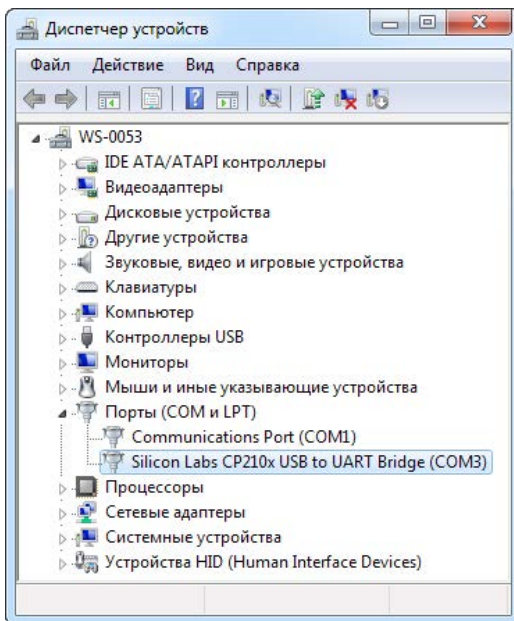 Диспетчер устройств
Файл Действие Вид Справка
WS-0053
IDE ATA/ATAPI контроллеры
Видеоадаптеры
Дисковые устройства
Другие устройства
Звуковые, видео и игровые устройства
Клавиатуры
Компьютер
Контроллеры USB
Мониторы
Мыши и иные указывающие устройства
Порты (COM и LPT)
Communications Port (COM1)
Silicon Labs CP210x USB to UART Bridge (COM3)
Процессоры
Сетевые адаптеры
Системные устройства
Устройства HID (Human Interface Devices)